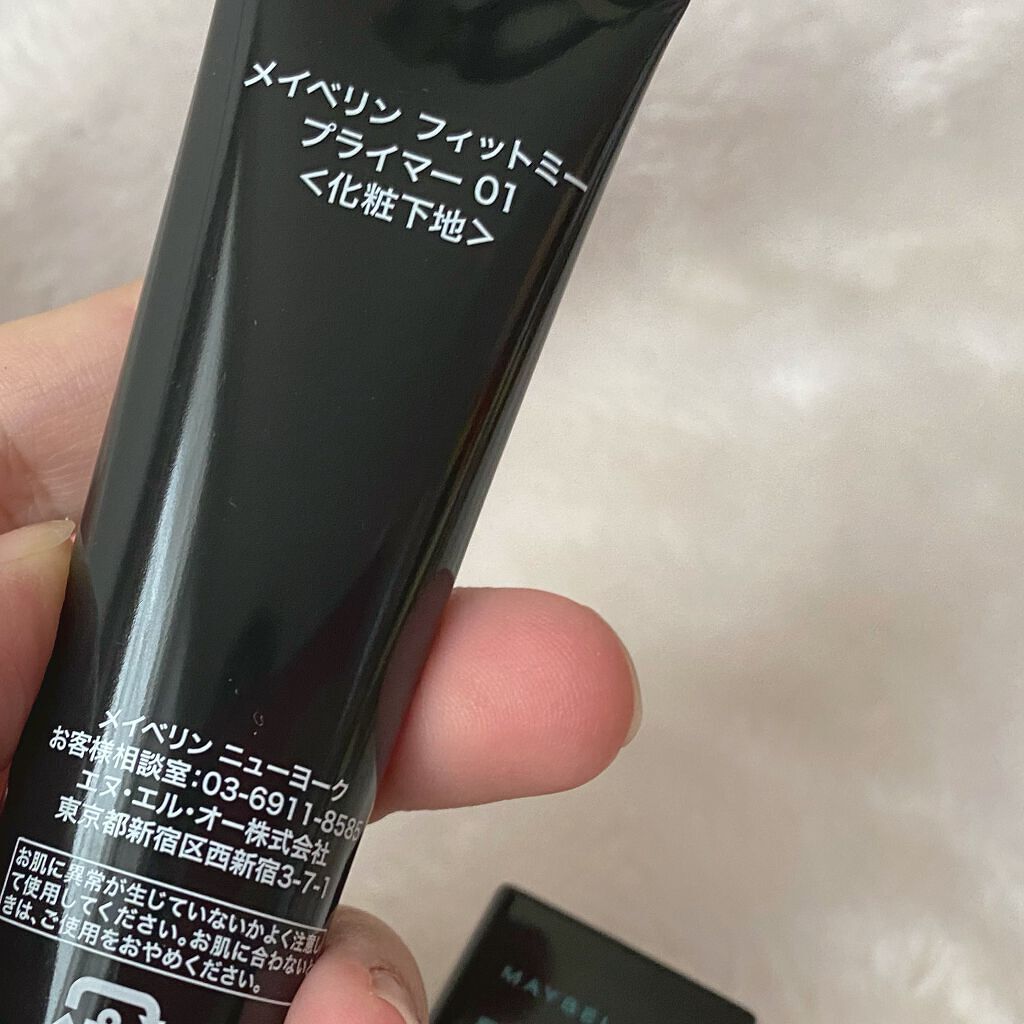 メイベリン フィットミー
プライマー 01
<化粧下地>
メイベリン ニューヨーク
お客様相談室:03-6911-8585
エヌ・エル・オー株式会社
東京都新宿区西新宿3-7-1
お肌に異常が生じていないかよく注意し
て使用してください。お肌に合わないと
きは、ご使用をおやめください。
MAYBEL